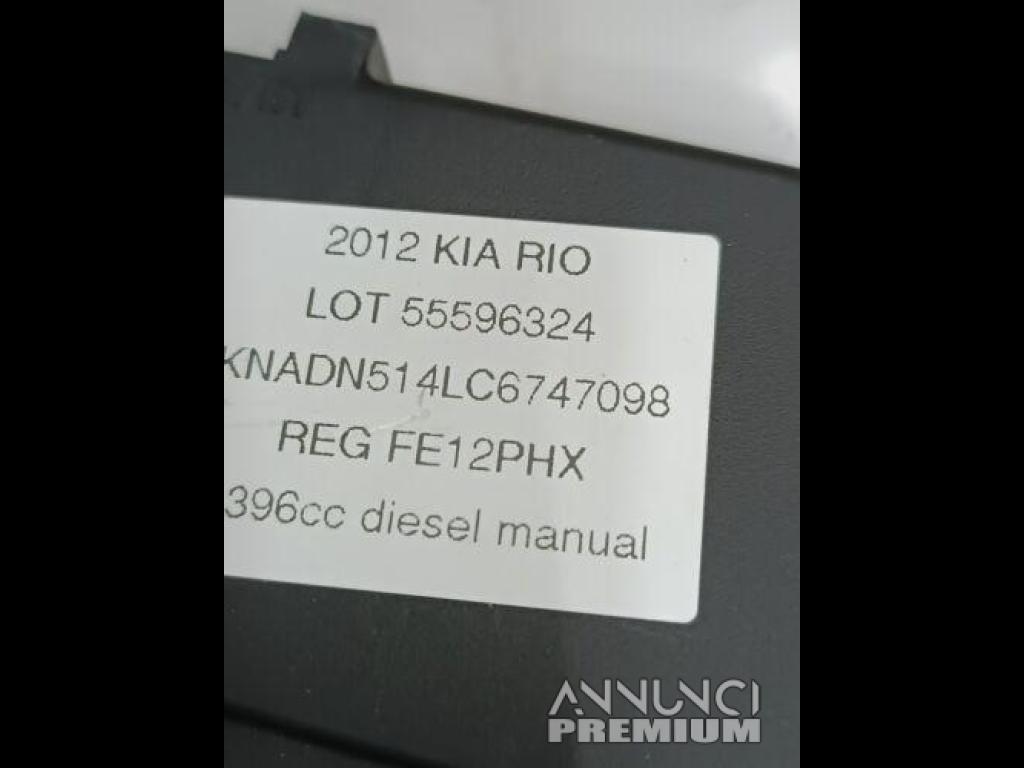 2012 KIA RIO
LOT 55596324
KNADN514LC6747098
REG FE12PHX
396cc diesel manual
ANNUNCI
PREMIUM